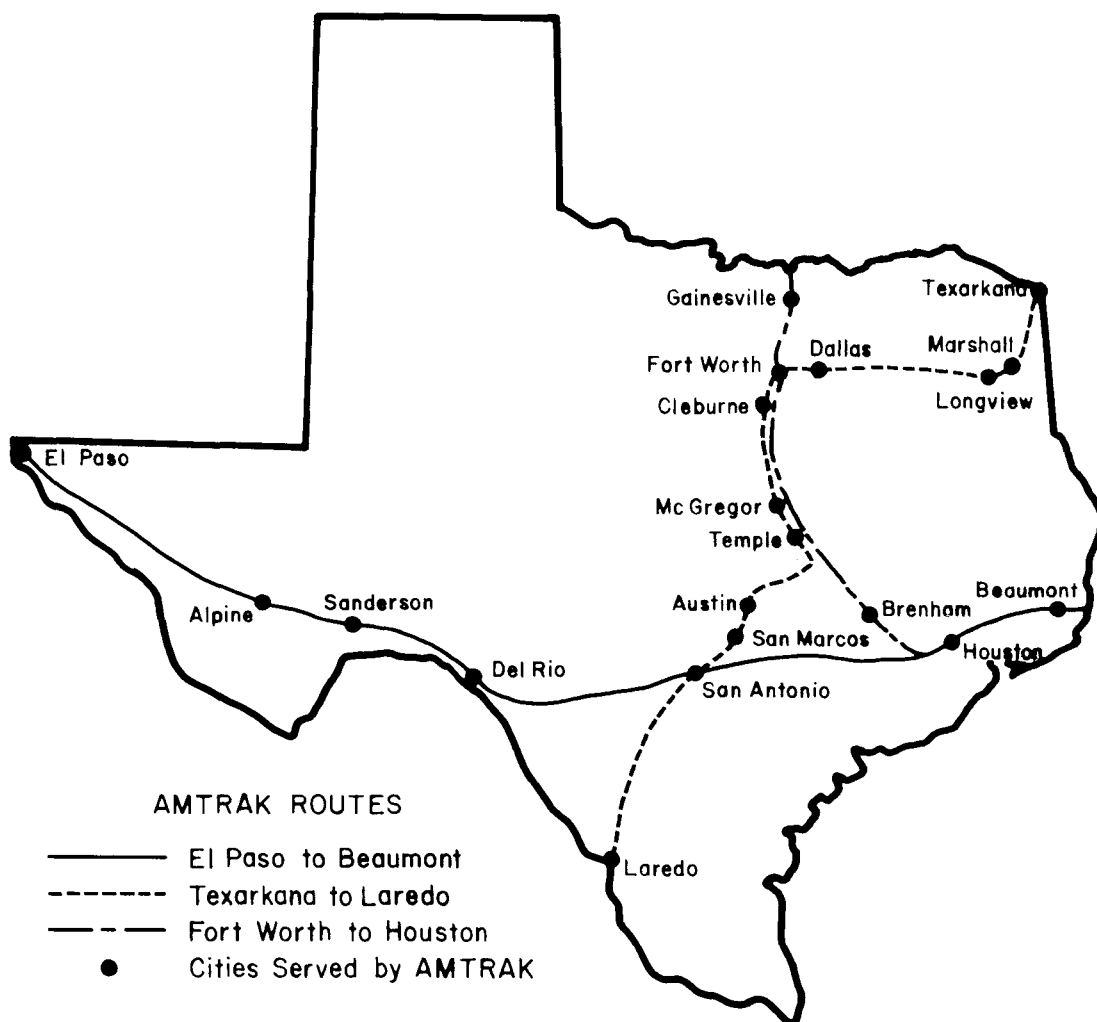 Gainesville
Texarkana
Fort Worth
Dallas
Marshall
Cleburne
Longview
El Paso
Mc Gregor
Temple
Alpine
Sanderson
Austin
Brenham
Beaumont
San Marcos
Houston
Del Rio
San Antonio
AMTRAK ROUTES
El Paso to Beaumont
Laredo
Texarkana to Laredo
Fort Worth to Houston
Cities Served by AMTRAK